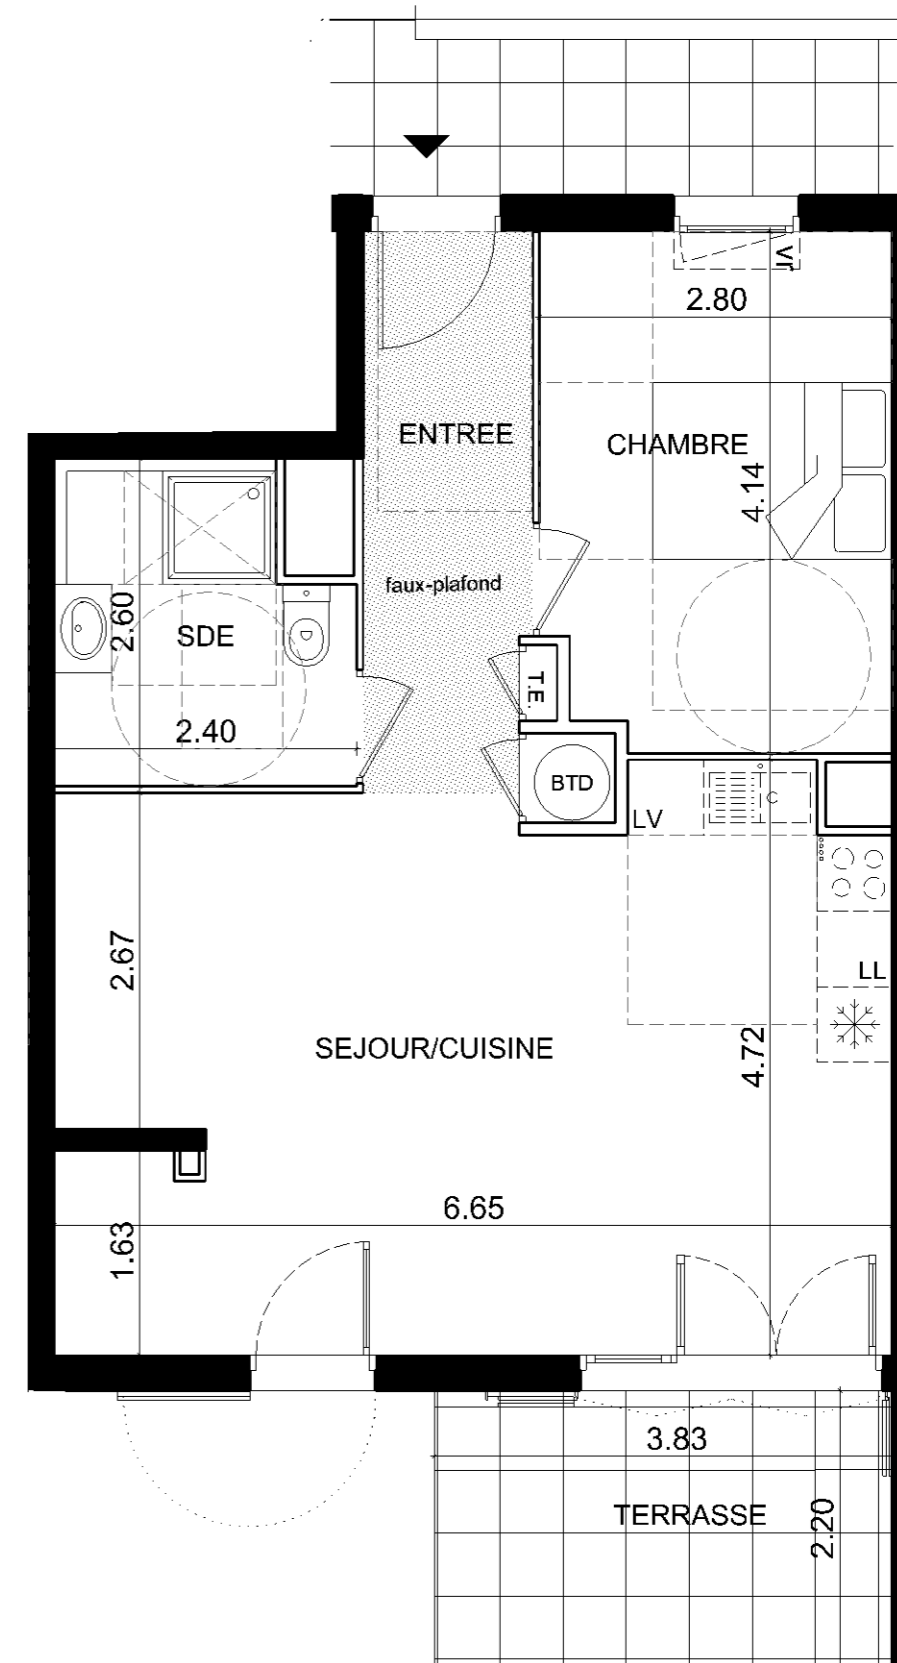 VI
2.80
ENTREE
CHAMBRE
4.14
faux-plafond
2.60
SDE
T.E.
2.40
BTD
LV
C
2.67
LL
SEJOUR/CUISINE
4.72
6.65
1.63
3.83
TERRASSE
2.20